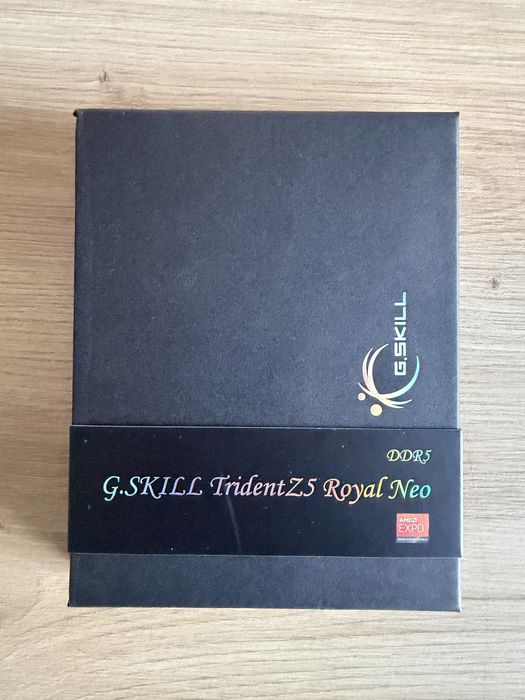 G.SKILL
DDR5
G.SKILL TridentZ5 Royal Neo
AMD
EXPO